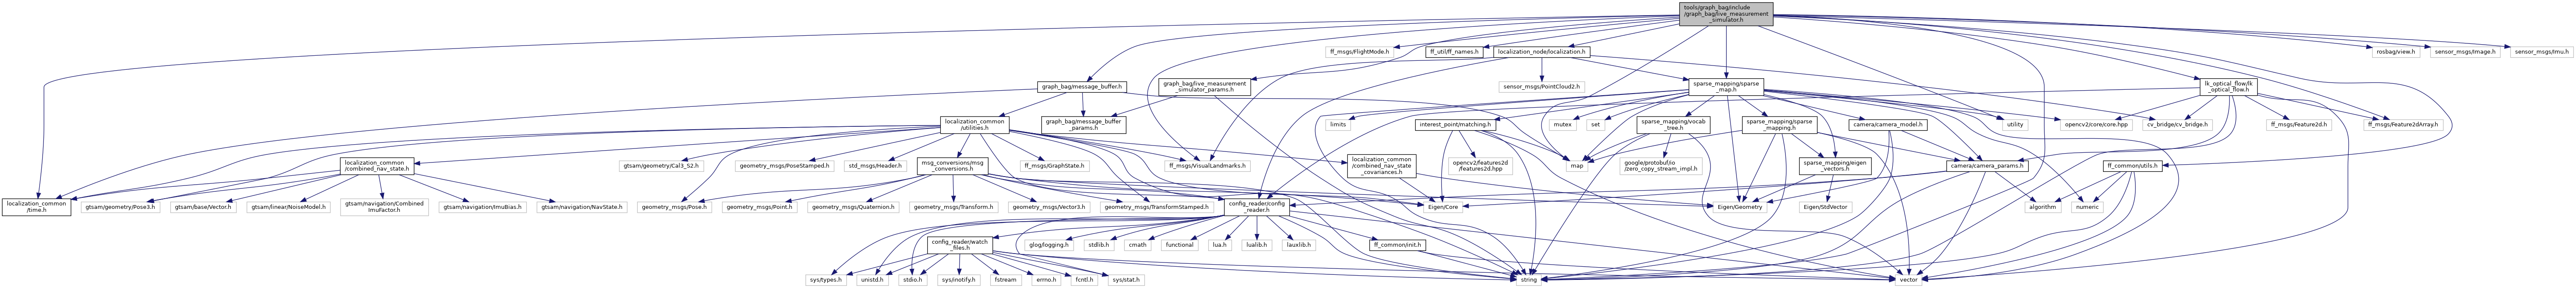 tools/graph_bag/include
/graph_bag/live_measurement
_simulator.h
ff_msgs/FlightMode.h
ff_util/ff_names.h
localization_node/localization.h
rosbag/view.h
sensor_msgs/Image.h
sensor_msgs/Imu.h
graph_bag/message_buffer.h
graph_bag/live_measurement
_simulator_params.h
sensor_msgs/PointCloud2.h
sparse_mapping/sparse
_map.h
lk_optical_flow/lk
_optical_flow.h
localization_common
/utilities.h
graph_bag/message_buffer
_params.h
limits
interest_point/matching.h
mutex
set
sparse_mapping/vocab
_tree.h
sparse_mapping/sparse
_mapping.h
camera/camera_model.h
utility
opencv2/core/core.hpp
cv_bridge/cv_bridge.h
ff_msgs/Feature2d.h
ff_msgs/Feature2dArray.h
localization_common
/combined_nav_state.h
gtsam/geometry/Cal3_S2.h
geometry_msgs/PoseStamped.h
std_msgs/Header.h
msg_conversions/msg
_conversions.h
ff_msgs/GraphState.h
ff_msgs/VisualLandmarks.h
localization_common
/combined_nav_state
_covariances.h
opencv2/features2d
/features2d.hpp
map
google/protobuf/io
/zero_copy_stream_impl.h
sparse_mapping/eigen
_vectors.h
camera/camera_params.h
ff_common/utils.h
localization_common
/time.h
gtsam/geometry/Pose3.h
gtsam/base/Vector.h
gtsam/linear/NoiseModel.h
gtsam/navigation/Combined
ImuFactor.h
gtsam/navigation/ImuBias.h
gtsam/navigation/NavState.h
geometry_msgs/Pose.h
geometry_msgs/Point.h
geometry_msgs/Quaternion.h
geometry_msgs/Transform.h
geometry_msgs/Vector3.h
geometry_msgs/TransformStamped.h
config_reader/config
_reader.h
Eigen/Core
Eigen/Geometry
Eigen/StdVector
algorithm
numeric
config_reader/watch
_files.h
glog/logging.h
stdlib.h
cmath
functional
lua.h
lualib.h
lauxlib.h
ff_common/init.h
sys/types.h
unistd.h
stdio.h
sys/inotify.h
fstream
errno.h
fcntl.h
sys/stat.h
string
vector